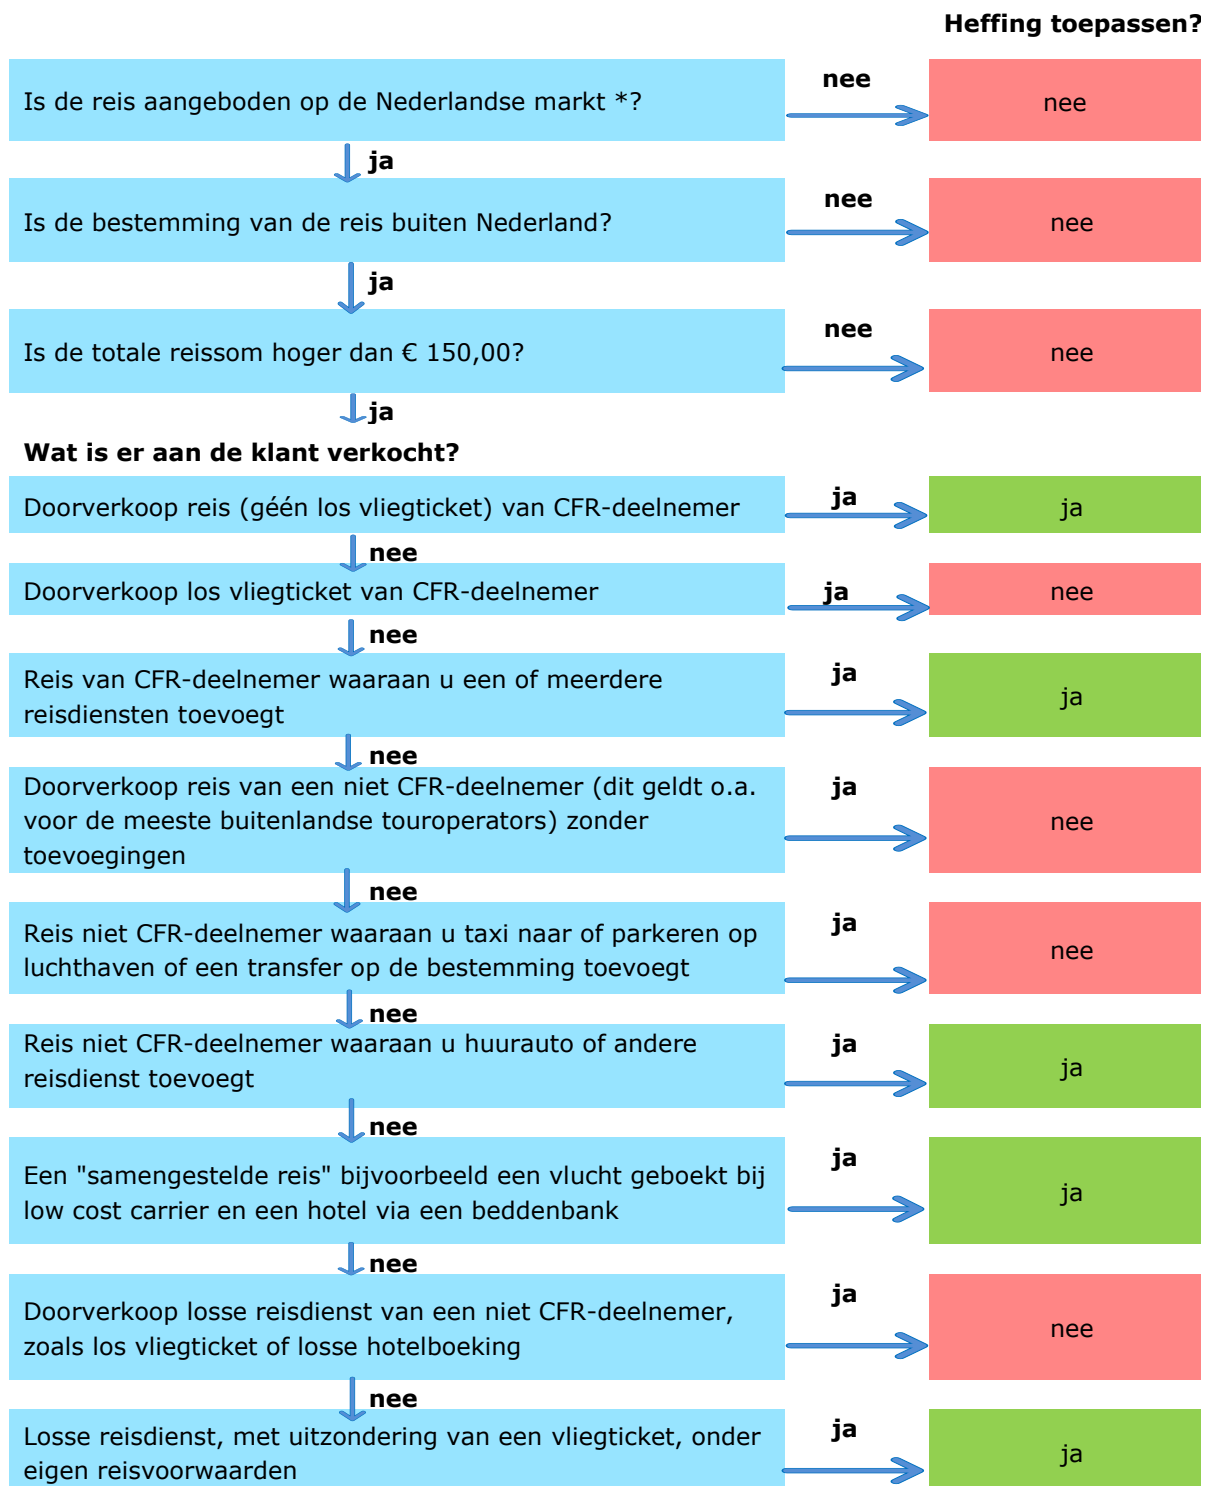 Heffing toepassen?
Is de reis aangeboden op de Nederlandse markt *?
nee
nee
ja
Is de bestemming van de reis buiten Nederland?
nee
nee
ja
Is de totale reissom hoger dan € 150,00?
nee
nee
ja
Wat is er aan de klant verkocht?
Doorverkoop reis (géén los vliegticket) van CFR-deelnemer
ja
ja
nee
Doorverkoop los vliegticket van CFR-deelnemer
ja
nee
nee
Reis van CFR-deelnemer waaraan u een of meerdere
reisdiensten toevoegt
ja
ja
nee
Doorverkoop reis van een niet CFR-deelnemer (dit geldt o.a.
voor de meeste buitenlandse touroperators) zonder
toevoegingen
ja
nee
nee
Reis niet CFR-deelnemer waaraan u taxi naar of parkeren op
luchthaven of een transfer op de bestemming toevoegt
ja
nee
nee
Reis niet CFR-deelnemer waaraan u huurauto of andere
reisdienst toevoegt
ja
ja
nee
Een "samengestelde reis" bijvoorbeeld een vlucht geboekt bij
low cost carrier en een hotel via een beddenbank
ja
ja
nee
Doorverkoop losse reisdienst van een niet CFR-deelnemer,
zoals los vliegticket of losse hotelboeking
ja
nee
nee
Losse reisdienst, met uitzondering van een vliegticket, onder
eigen reisvoorwaarden
ja
ja